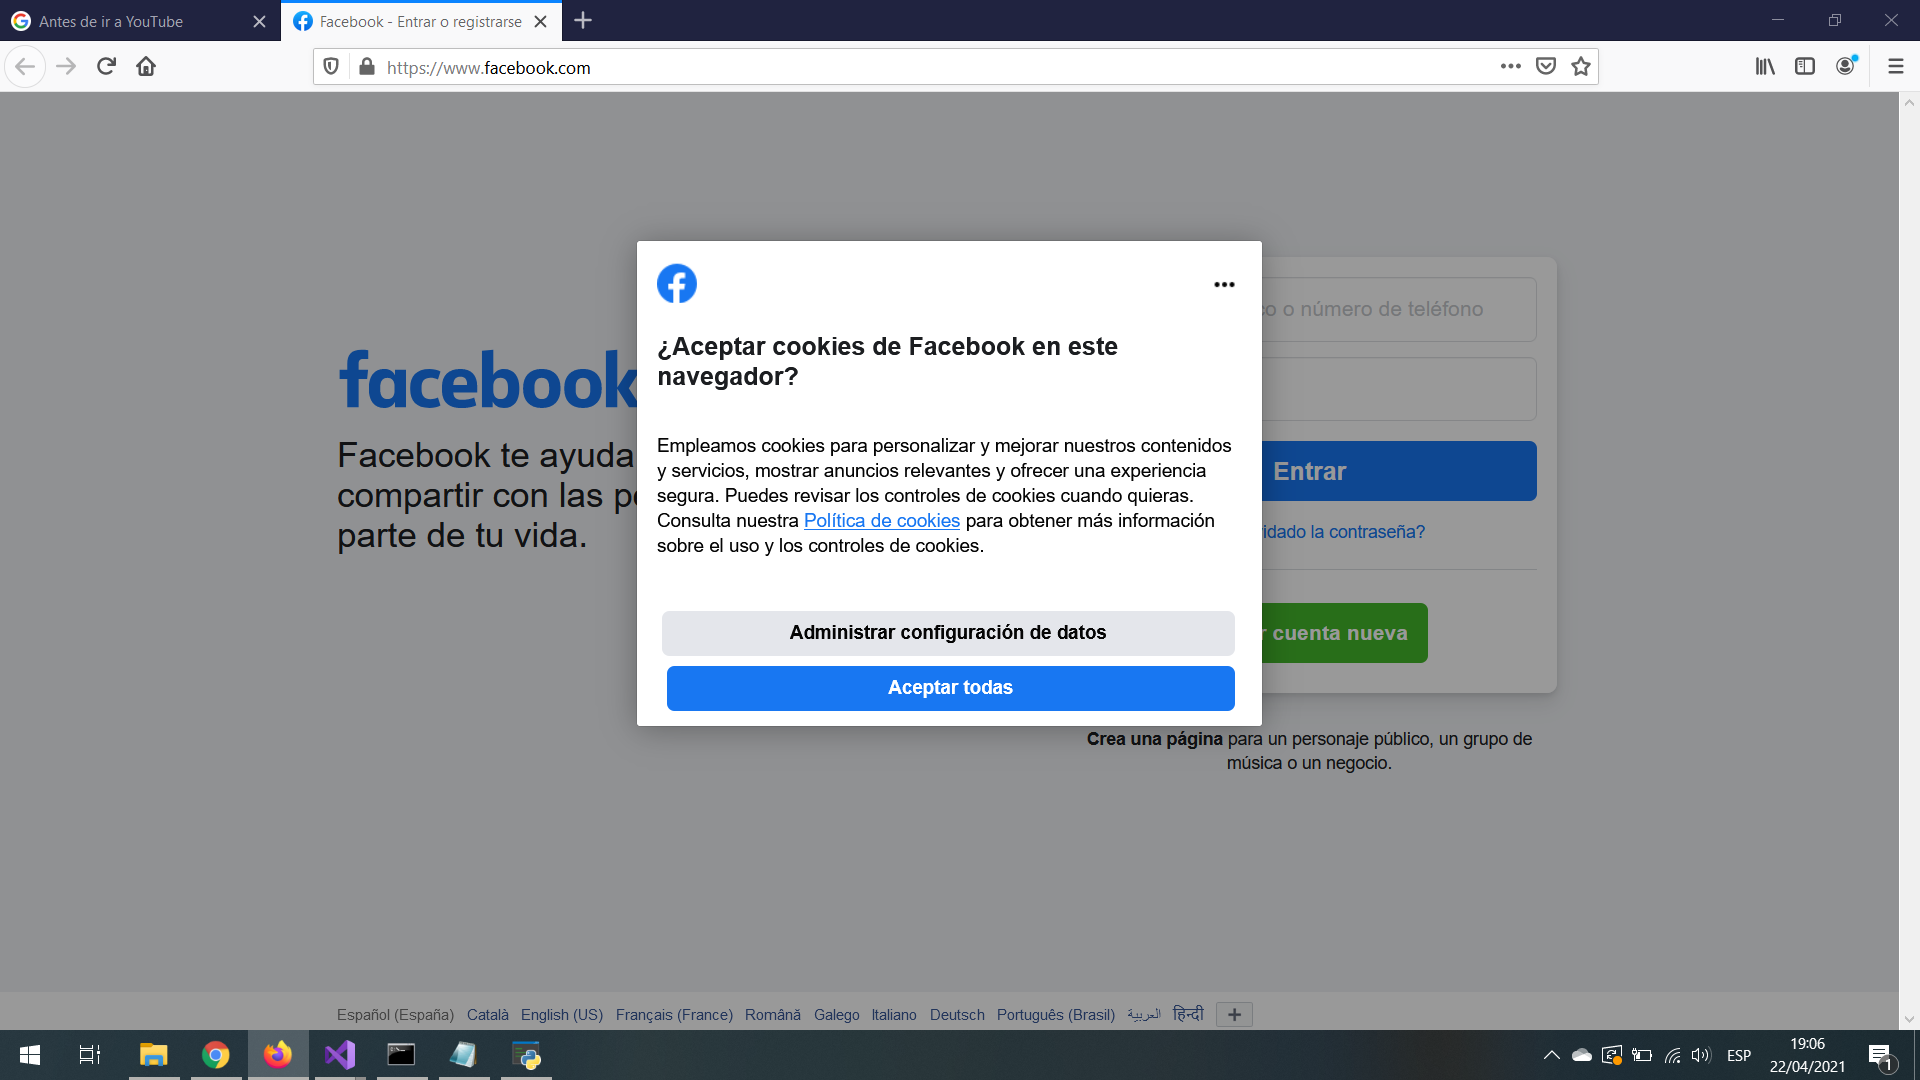 Antes de ir a YouTube
Facebook - Entrar o registrarse
https://www.facebook.com
facebook
Facebook te ayuda
compartir con las
parte de tu vida.
¿Aceptar cookies de Facebook en este
navegador?
Empleamos cookies para personalizar y mejorar nuestros contenidos
y servicios, mostrar anuncios relevantes y ofrecer una experiencia
segura. Puedes revisar los controles de cookies cuando quieras.
Consulta nuestra Política de cookies para obtener más información
sobre el uso y los controles de cookies.
Administrar configuración de datos
Aceptar todas
o número de teléfono
Entrar
la contraseña?
cuenta nueva
Crea una página para un personaje público, un grupo de
música o un negocio.
Español (España) Català English (US) Français (France) Română Galego Italiano Deutsch Português (Brasil) العربية हिन्दी
ESP
19:06
22/04/2021
1